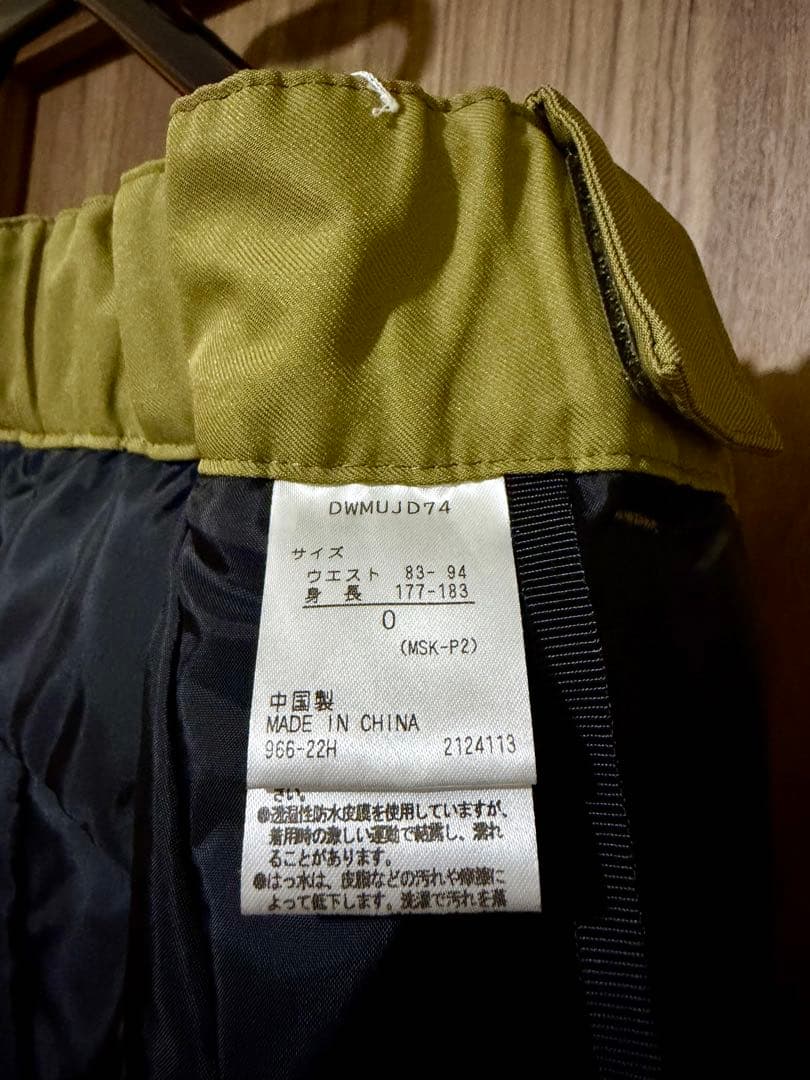 DWMUJD74
サイズ
ウエスト 83- 94
身長 177-183
O
(MSK-P2)
中国製
MADE IN CHINA
966-22H 2124113
さい。
●透湿性防水皮膜を使用していますが、
着用時の激しい運動で結露し、濡れ
ることがあります。
●はっ水は、皮脂などの汚れや摩擦に
よって低下します。洗濯で汚れを落